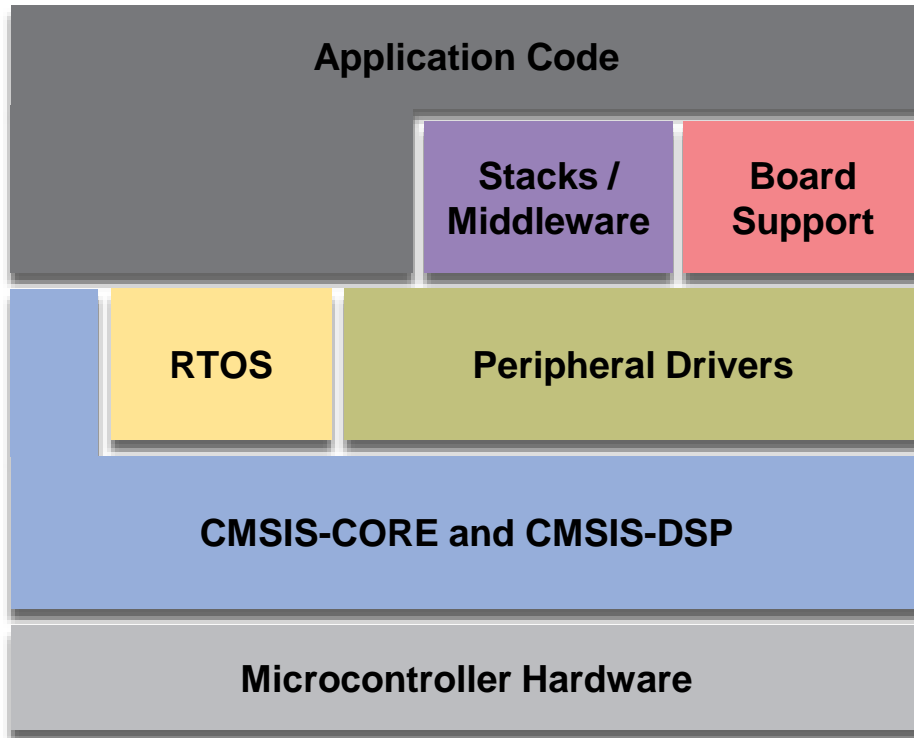 Application Code
Stacks /
Middleware
Board
Support
RTOS
Peripheral Drivers
CMSIS-CORE and CMSIS-DSP
Microcontroller Hardware